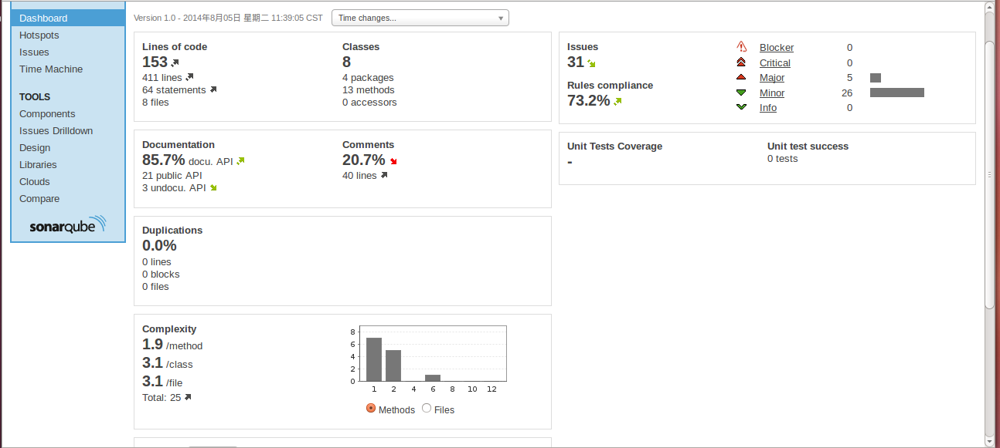 Dashboard
Hotspots
Issues
Time Machine
TOOLS
Components
Issues Drilldown
Design
Libraries
Clouds
Compare
sonarqube
Version 1.0 - 2014年8月05日 星期二 11:39:05 CST
Time changes...
Lines of code
153
411 lines
64 statements
8 files
Classes
8
4 packages
13 methods
0 accessors
Documentation
85.7% docu. API
21 public API
3 undocu. API
Comments
20.7%
40 lines
Duplications
0.0%
0 lines
0 blocks
0 files
Complexity
1.9 /method
3.1 /class
3.1 /file
Total: 25
8
6
4
2
0
1 2 4 6 8 10 12
Methods Files
Issues
31
Rules compliance
73.2%
Blocker 0
Critical 0
Major 5
Minor 26
Info 0
Unit Tests Coverage
-
Unit test success
0 tests